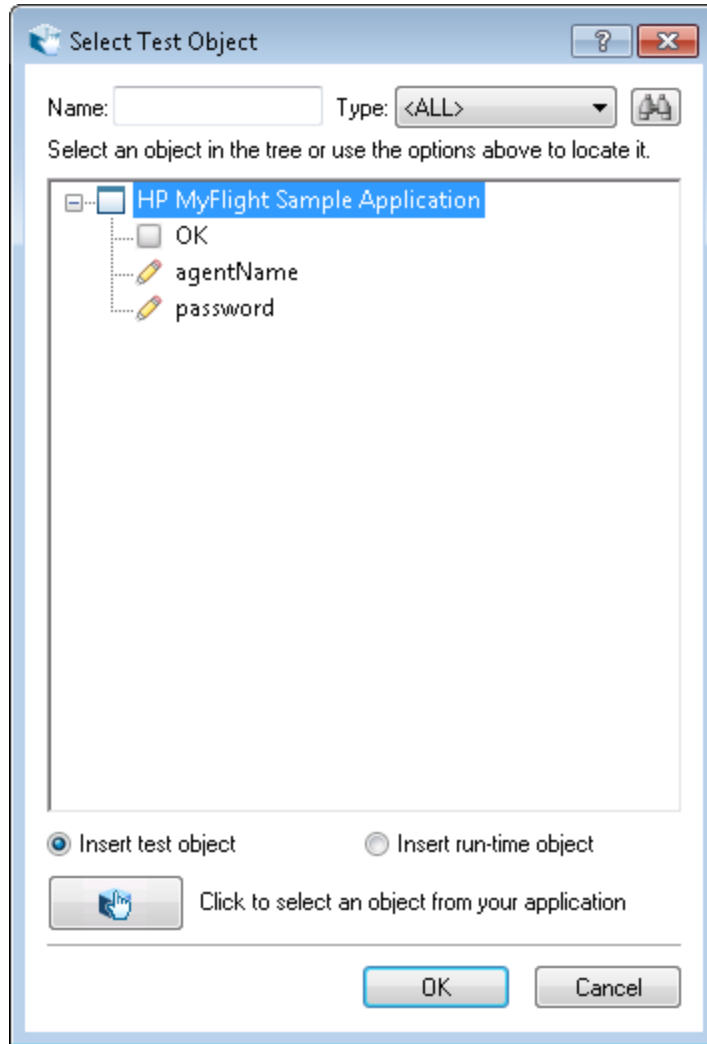 Select Test Object
Name: Type: <ALL>
Select an object in the tree or use the options above to locate it.
HP MyFlight Sample Application
OK
agentName
password
Insert test object Insert run-time object
Click to select an object from your application
OK Cancel